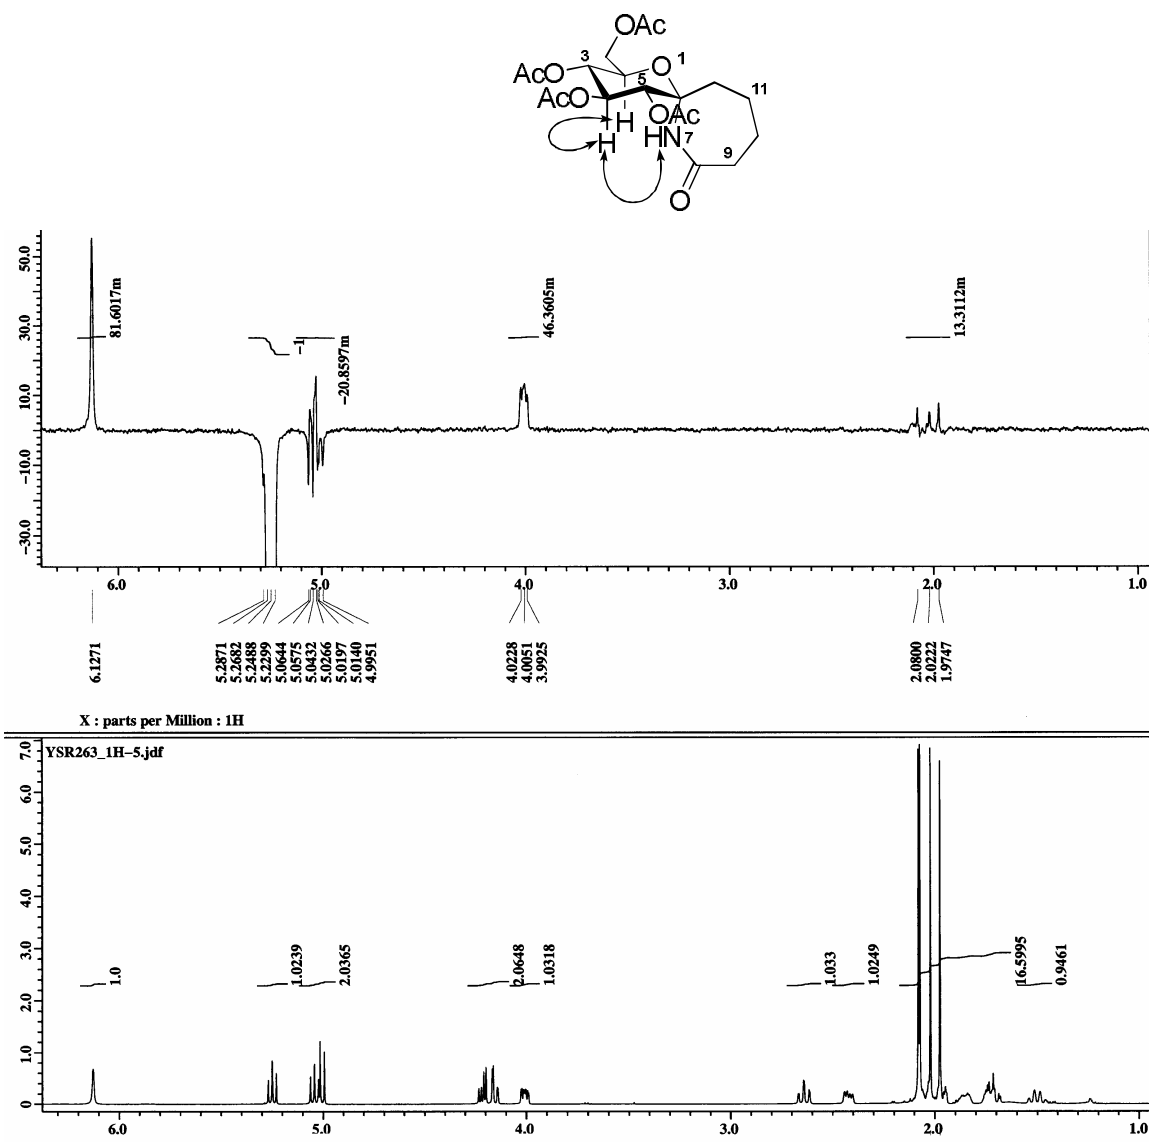 OAc
3
O
1
AcO
5
11
AcO
OAc
H
HN
7
H
9
O
50.0
30.0
10.0
−10.0
−30.0
81.6017m
−1
−20.8597m
46.3605m
13.3112m
6.0 5.0 4.0 3.0 2.0 1.0
6.1271
5.2871
5.2682
5.2488
5.2299
5.0644
5.0575
5.0432
5.0266
5.0197
5.0140
4.9951
4.0228
4.0051
3.9925
2.0800
2.0222
1.9747
X : parts per Million : 1H
YSR263_1H−5.jdf
7.0
6.0
5.0
4.0
3.0
2.0
1.0
0
1.0
1.0239
2.0365
2.0648
1.0318
1.033
1.0249
16.5995
0.9461
6.0 5.0 4.0 3.0 2.0 1.0